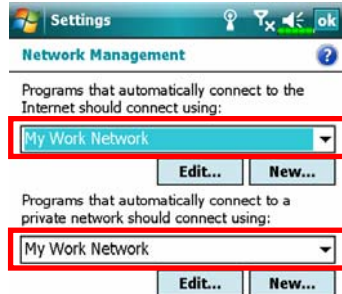 Settings ok
Network Management ?
Programs that automatically connect to the
Internet should connect using:
My Work Network
Edit... New...
Programs that automatically connect to a
private network should connect using:
My Work Network
Edit... New...